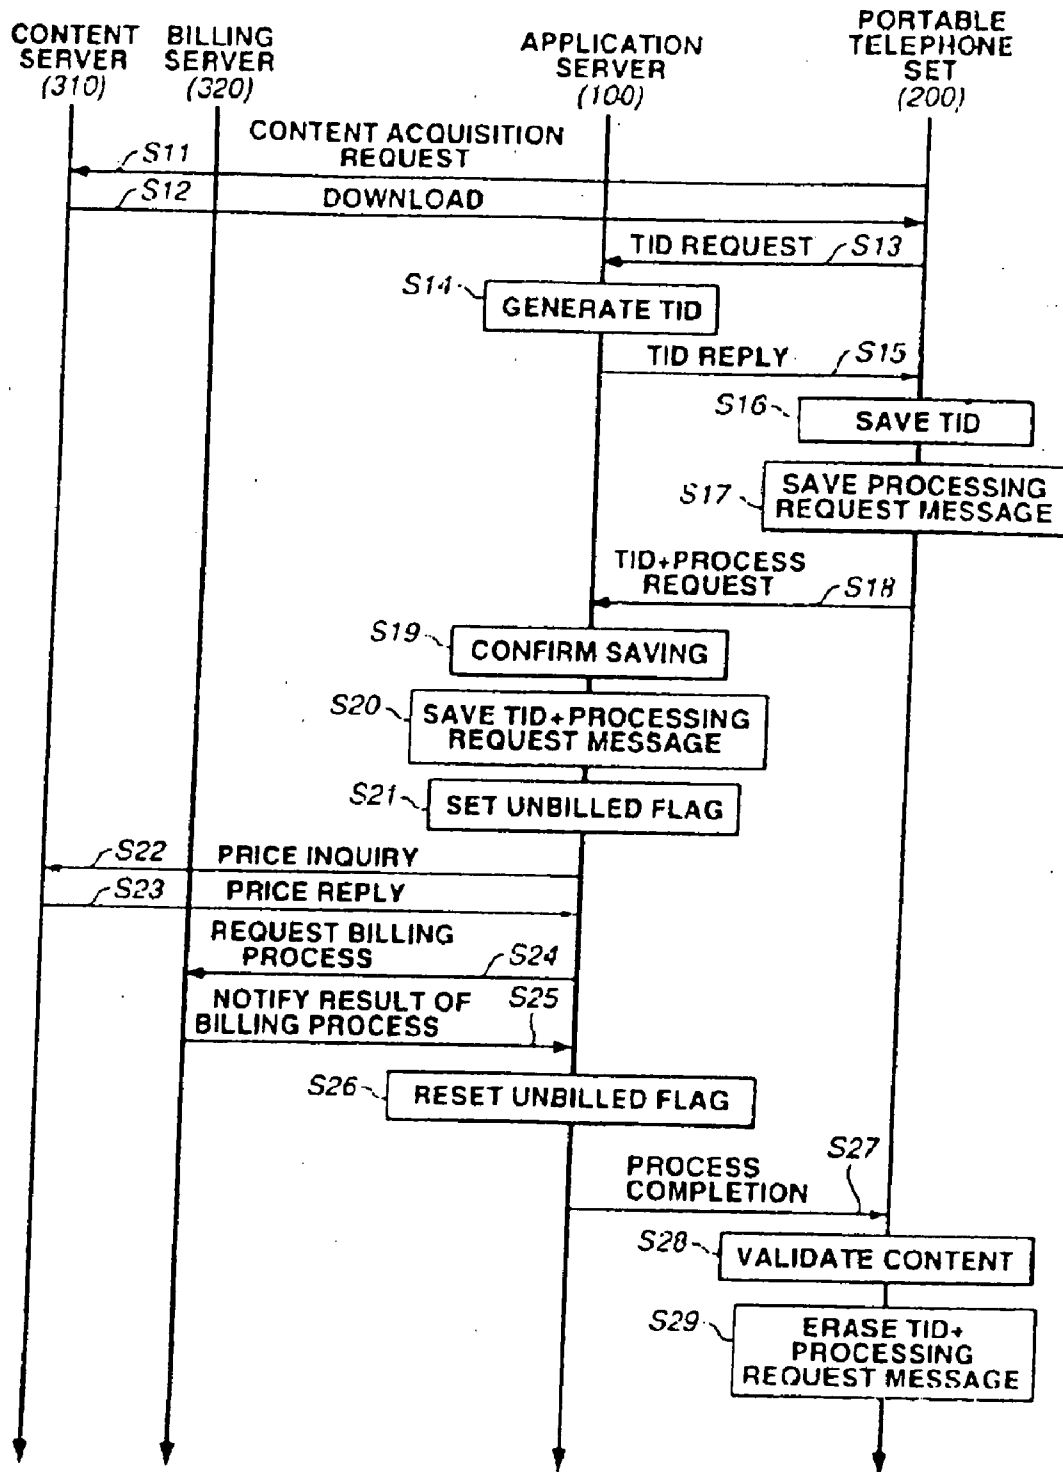 CONTENT
SERVER
(310)
BILLING
SERVER
(320)
APPLICATION
SERVER
(100)
PORTABLE
TELEPHONE
SET
(200)
CONTENT ACQUISITION
REQUEST
S11
S12
DOWNLOAD
TID REQUEST
S13
S14
GENERATE TID
TID REPLY
S15
S16
SAVE TID
S17
SAVE PROCESSING
REQUEST MESSAGE
TID+PROCESS
REQUEST
S18
S19
CONFIRM SAVING
S20
SAVE TID+PROCESSING
REQUEST MESSAGE
S21
SET UNBILLED FLAG
S22
PRICE INQUIRY
S23
PRICE REPLY
REQUEST BILLING
PROCESS
S24
NOTIFY RESULT OF
BILLING PROCESS
S25
S26
RESET UNBILLED FLAG
PROCESS
COMPLETION
S27
S28
VALIDATE CONTENT
S29
ERASE TID+
PROCESSING
REQUEST MESSAGE